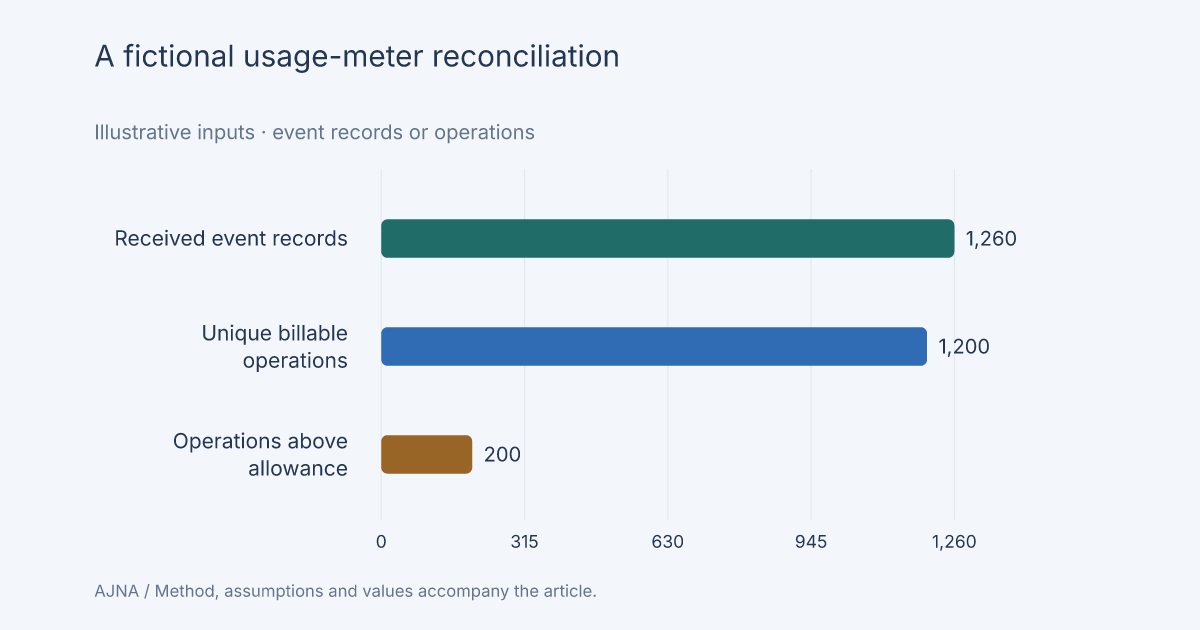 A fictional usage-meter reconciliation
Illustrative inputs · event records or operations
Received event records
1,260
Unique billable
operations
1,200
Operations above
allowance
200
0 315 630 945 1,260
AJNA / Method, assumptions and values accompany the article.